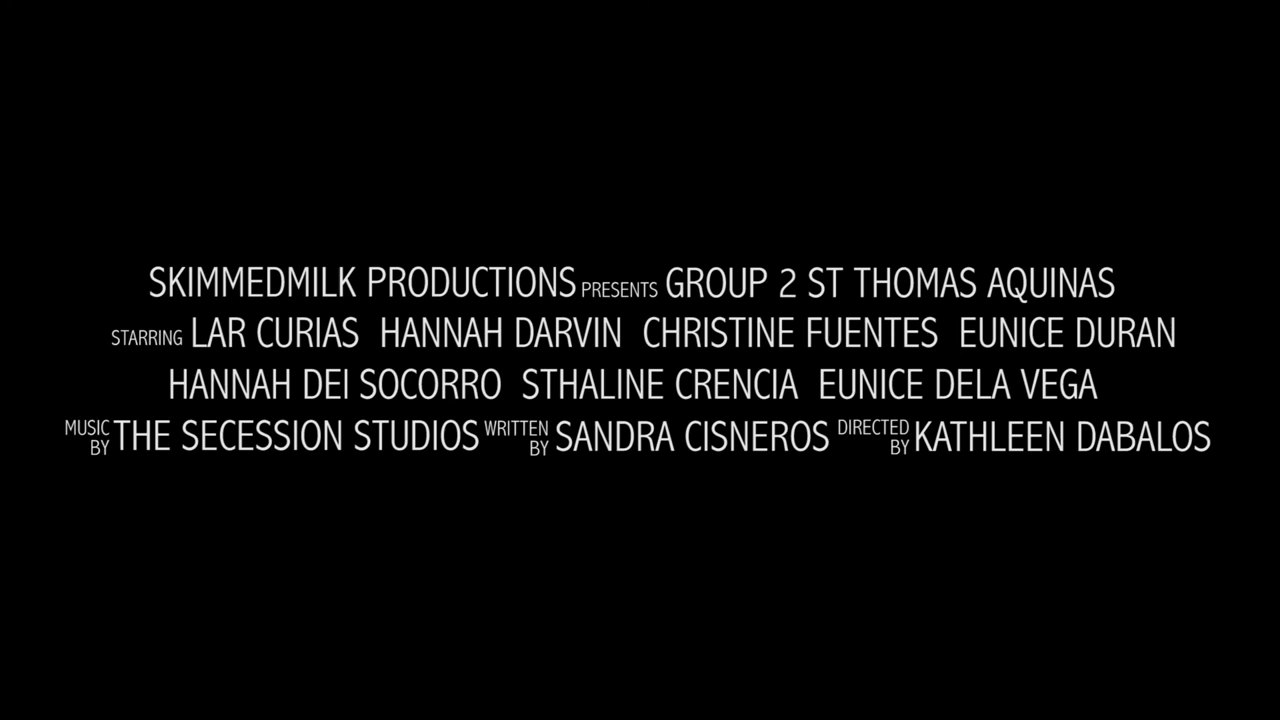 SKIMMEDMILK PRODUCTIONS PRESENTS GROUP 2 ST THOMAS AQUINAS
STARRING LAR CURIAS HANNAH DARVIN CHRISTINE FUENTES EUNICE DURAN
HANNAH DEI SOCORRO STHALINE CRENCIA EUNICE DELA VEGA
MUSIC BY THE SECESSION STUDIOS WRITTEN BY SANDRA CISNEROS DIRECTED BY KATHLEEN DABALOS